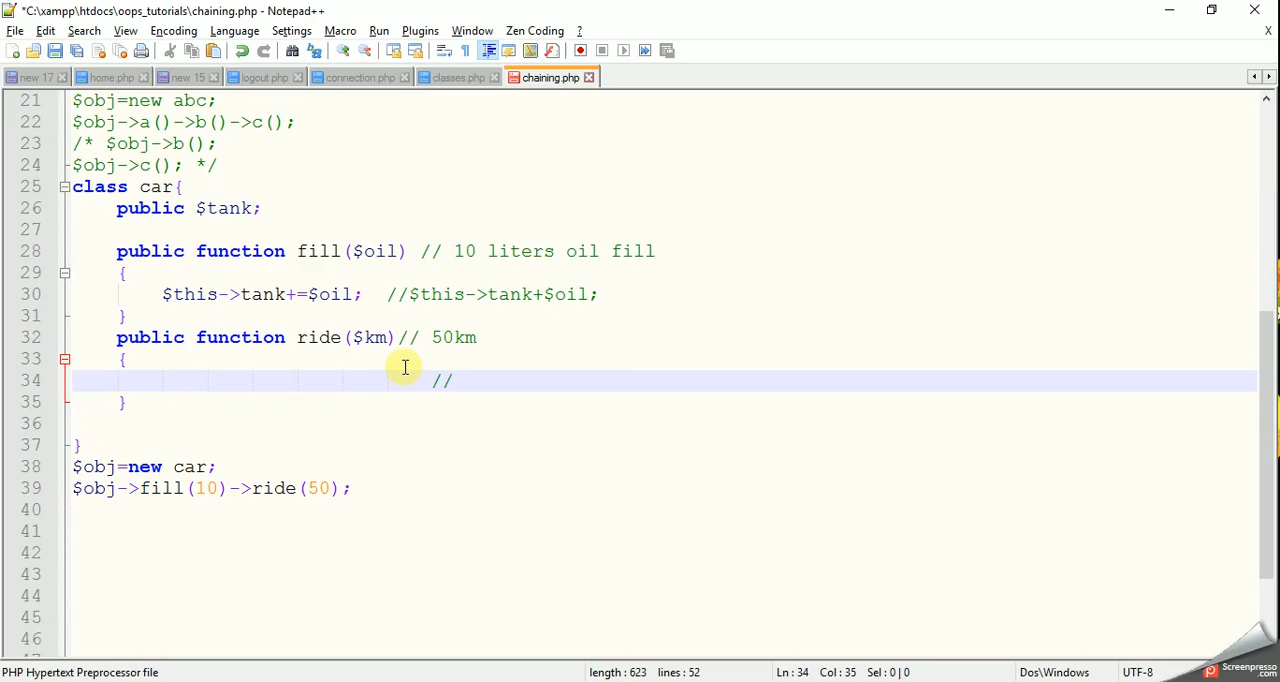 *C:\xampp\htdocs\oops_tutorials\chaining.php - Notepad++
File Edit Search View Encoding Language Settings Macro Run Plugins Window Zen Coding ? X
new 17 home.php new 15 logout.php connection.php classes.php chaining.php
21 $obj=new abc;
22 $obj->a()->b()->c();
23 /* $obj->b();
24 $obj->c(); */
25 class car{
26 public $tank;
27
28 public function fill($oil) // 10 liters oil fill
29 {
30 $this->tank+=$oil; //$this->tank+$oil;
31 }
32 public function ride($km)// 50km
33 {
34 //
35 }
36
37 }
38 $obj=new car;
39 $obj->fill(10)->ride(50);
40
41
42
43
44
45
46
PHP Hypertext Preprocessor file length : 623 lines : 52 Ln : 34 Col : 35 Sel : 0 | 0 Dos\Windows UTF-8
Screenpresso
.com